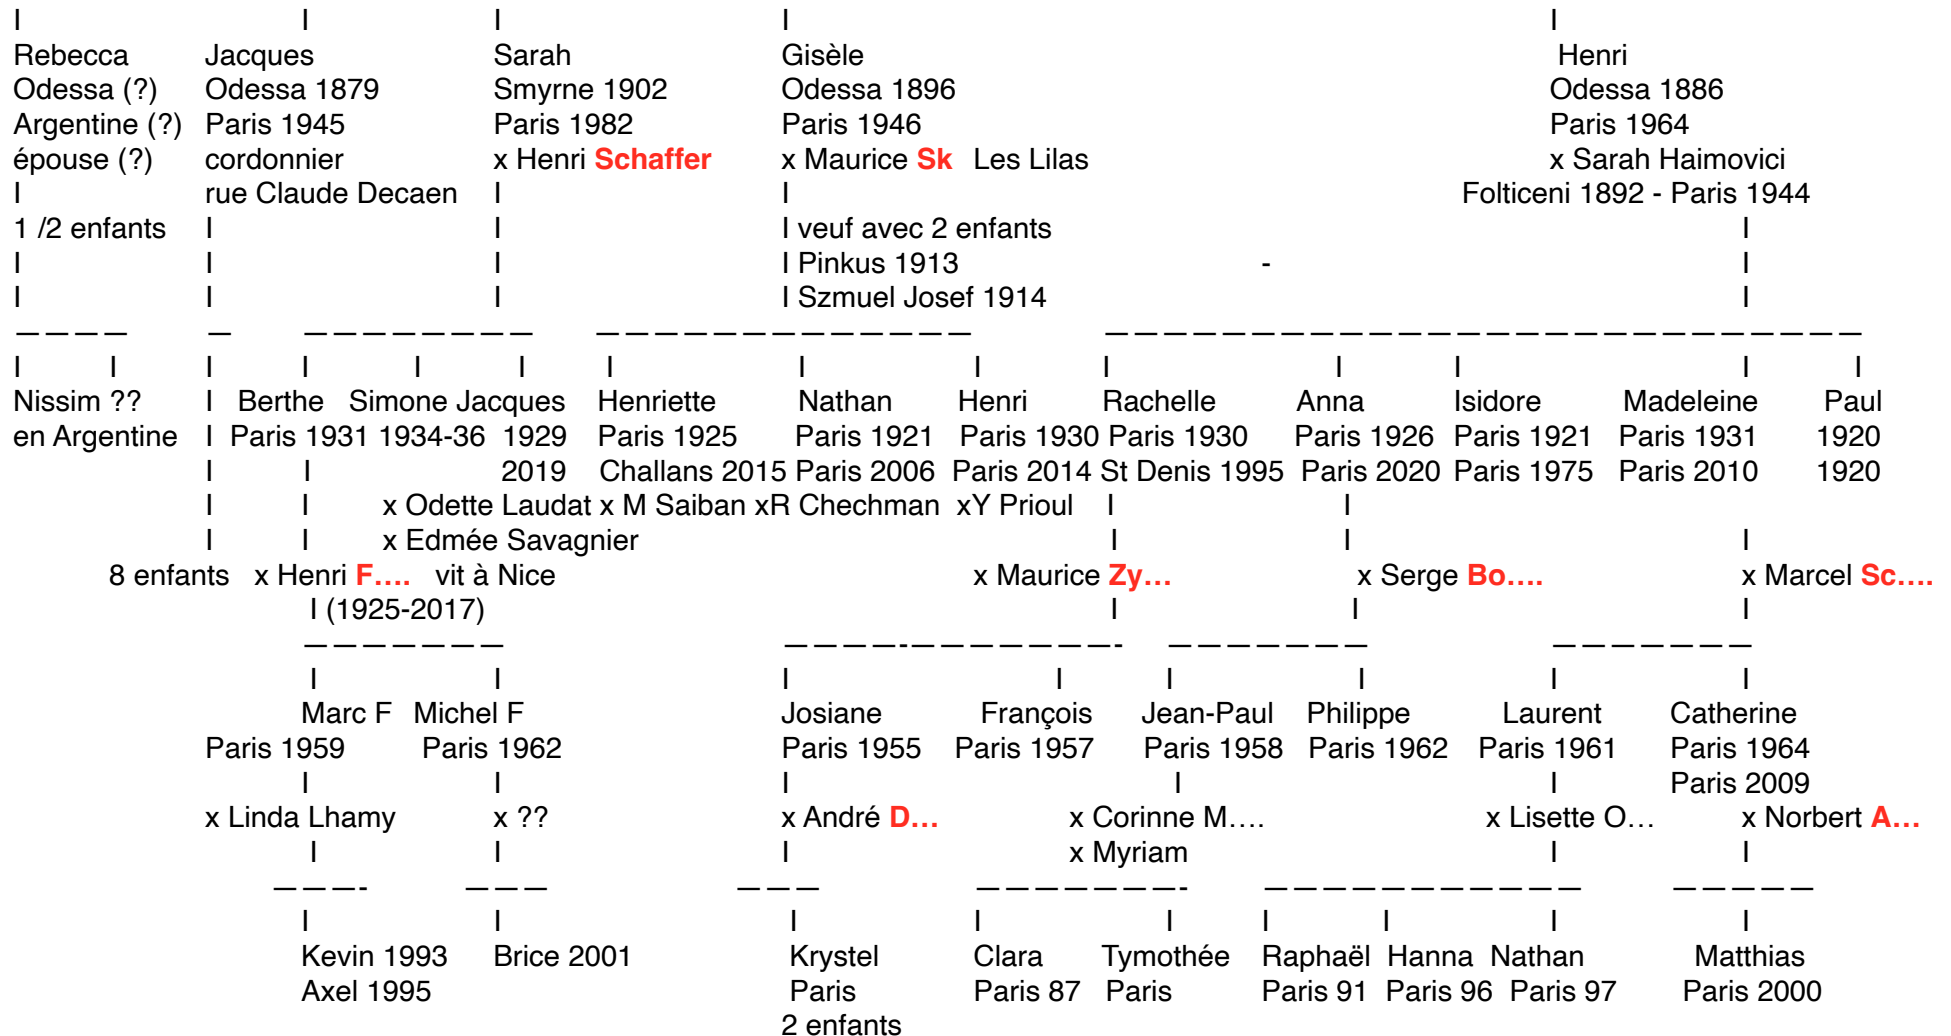 Rebecca Jacques Sarah Gisèle Henri
Odessa (?) Odessa 1879 Smyrne 1902 Odessa 1896 Odessa 1886
Argentine (?) Paris 1945 Paris 1982 Paris 1946 Paris 1964
épouse (?) cordonnier x Henri Schaffer x Maurice Sk Les Lilas x Sarah Haimovici
rue Claude Decaen Folticeni 1892 - Paris 1944
1 /2 enfants veuf avec 2 enfants
Pinkus 1913 -
Szmuel Josef 1914
Nissim ?? Berthe Simone Jacques Henriette Nathan Henri Rachelle Anna Isidore Madeleine Paul
en Argentine Paris 1931 1934-36 1929 Paris 1925 Paris 1921 Paris 1930 Paris 1930 Paris 1926 Paris 1921 Paris 1931 1920
2019 Challans 2015 Paris 2006 Paris 2014 St Denis 1995 Paris 2020 Paris 1975 Paris 2010 1920
x Odette Laudat x M Saiban xR Chechman xY Prioul
x Edmée Savagnier
8 enfants x Henri F.... vit à Nice x Maurice Zy... x Serge Bo.... x Marcel Sc....
(1925-2017)
Marc F Michel F Josiane François Jean-Paul Philippe Laurent Catherine
Paris 1959 Paris 1962 Paris 1955 Paris 1957 Paris 1958 Paris 1962 Paris 1961 Paris 1964
Paris 2009
x Linda Lhamy x ?? x André D... x Corinne M.... x Lisette O... x Norbert A...
x Myriam
Kevin 1993 Brice 2001 Krystel Clara Tymothée Raphaël Hanna Nathan Matthias
Axel 1995 Paris Paris 87 Paris Paris 91 Paris 96 Paris 97 Paris 2000
2 enfants